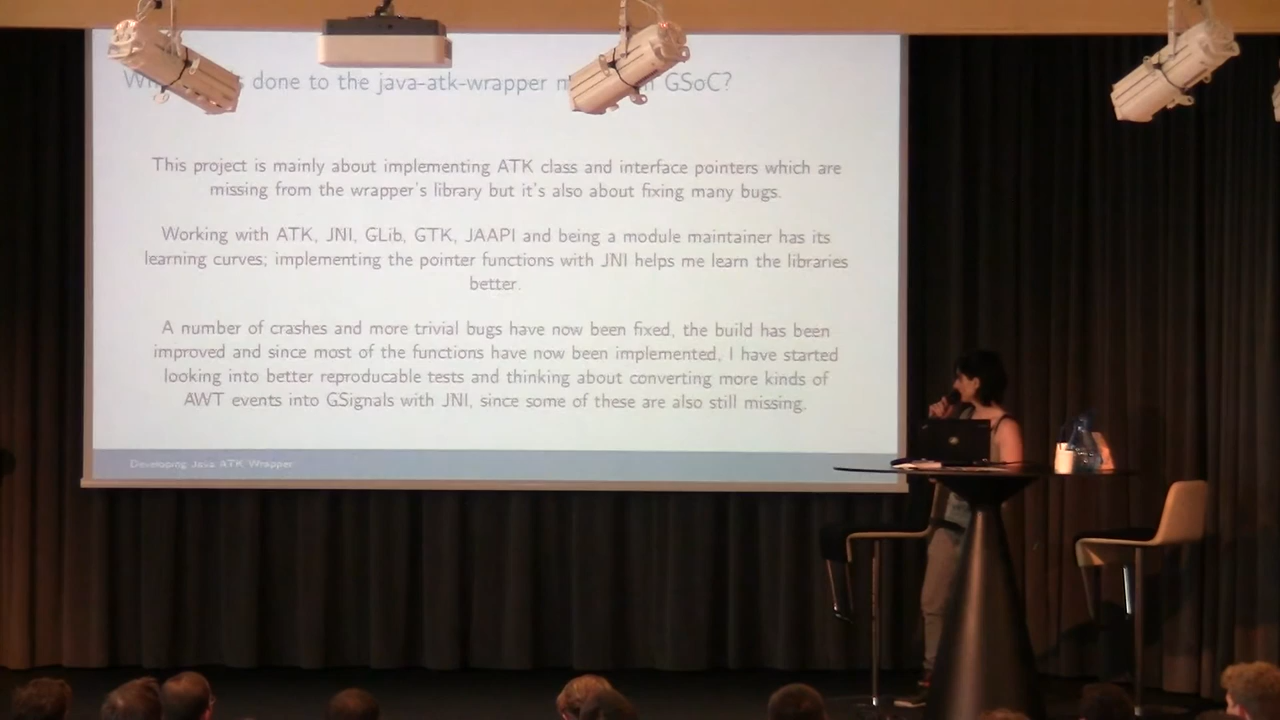 done to the java-atk-wrapper GSoC?
This project is mainly about implementing ATK class and interface pointers which are
missing from the wrapper's library but it's also about fixing many bugs.
Working with ATK, JNI, GLib, GTK, JAAPI and being a module maintainer has its
learning curves; implementing the pointer functions with JNI helps me learn the libraries
better.
A number of crashes and more trivial bugs have now been fixed, the build has been
improved and since most of the functions have now been implemented, I have started
looking into better reproducable tests and thinking about converting more kinds of
AWT events into GSignals with JNI, since some of these are also still missing.
Developing Java ATK Wrapper